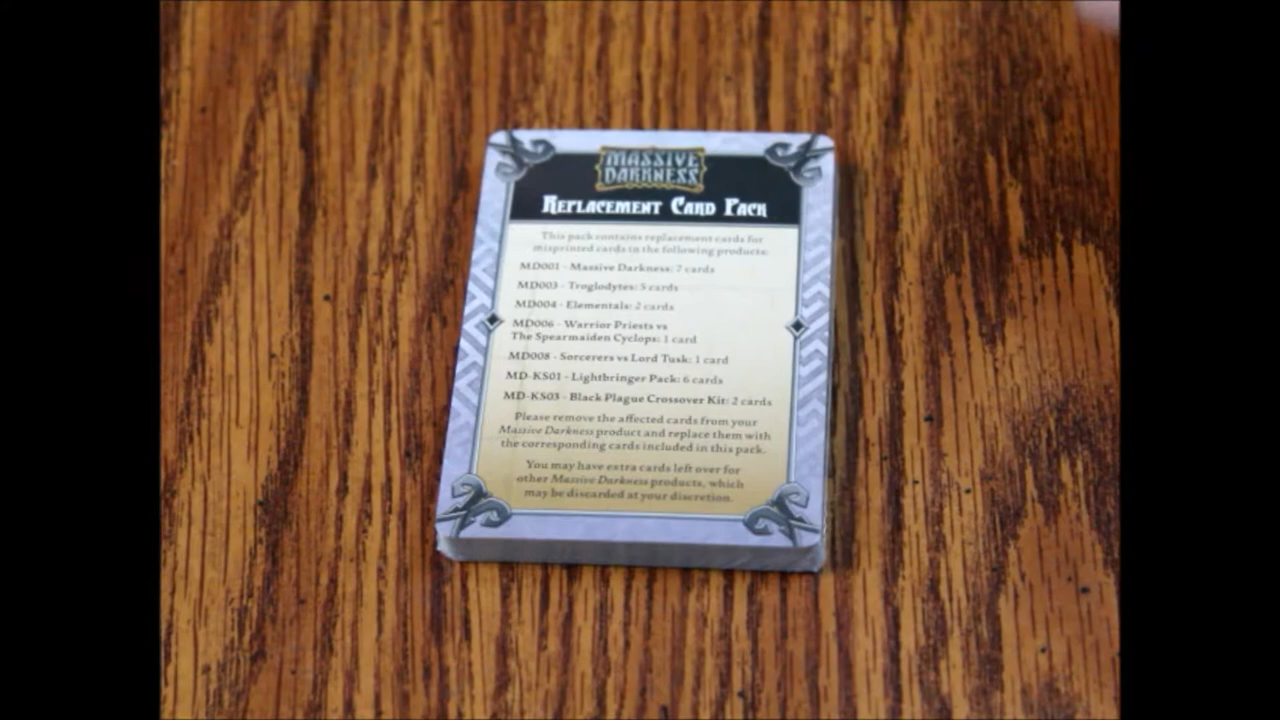 MASSIVE
DARKNESS
REPLACEMENT CARD PACK
This pack contains replacement cards for
misprinted cards in the following products:
MD001 - Massive Darkness: 7 cards
MD003 - Troglodytes: 5 cards
MD004 - Elementals: 2 cards
MD006 - Warrior Priests vs
The Spearmaiden Cyclops: 1 card
MD008 - Sorcerers vs Lord Tusk: 1 card
MD-KS01 - Lightbringer Pack: 6 cards
MD-KS03 - Black Plague Crossover Kit: 2 cards
Please remove the affected cards from your
Massive Darkness product and replace them with
the corresponding cards included in this pack.
You may have extra cards left over for
other Massive Darkness products, which
may be discarded at your discretion.